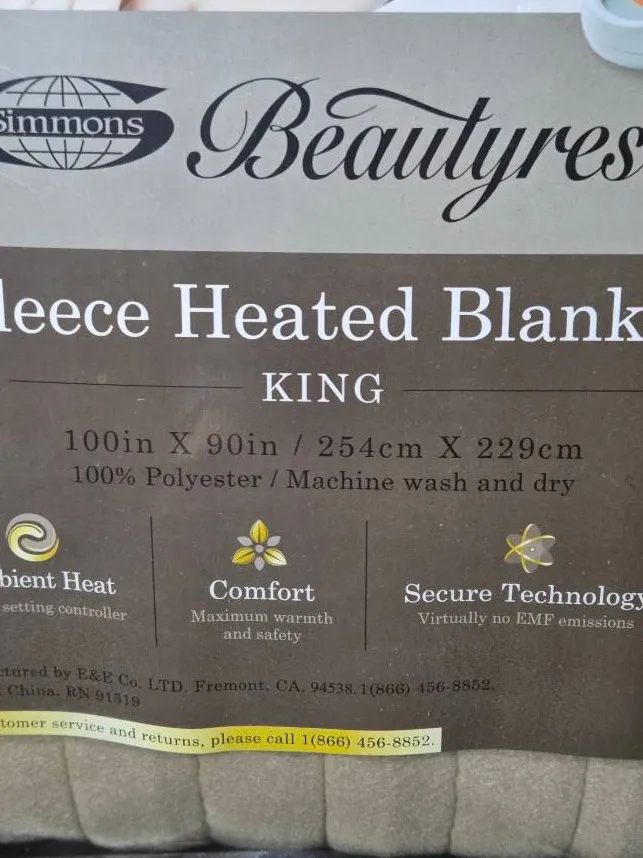 Simmons
Beautyres
leece Heated Blank
KING
100in X 90in / 254cm X 229cm
100% Polyester / Machine wash and dry
bient Heat
setting controller
Comfort
Maximum warmth
and safety
Secure Technology
Virtually no EMF emissions
ctured by E&E Co. LTD, Fremont, CA, 94538.1(866) 456-8852.
China. RN 91519
tomer service and returns, please call 1(866) 456-8852.